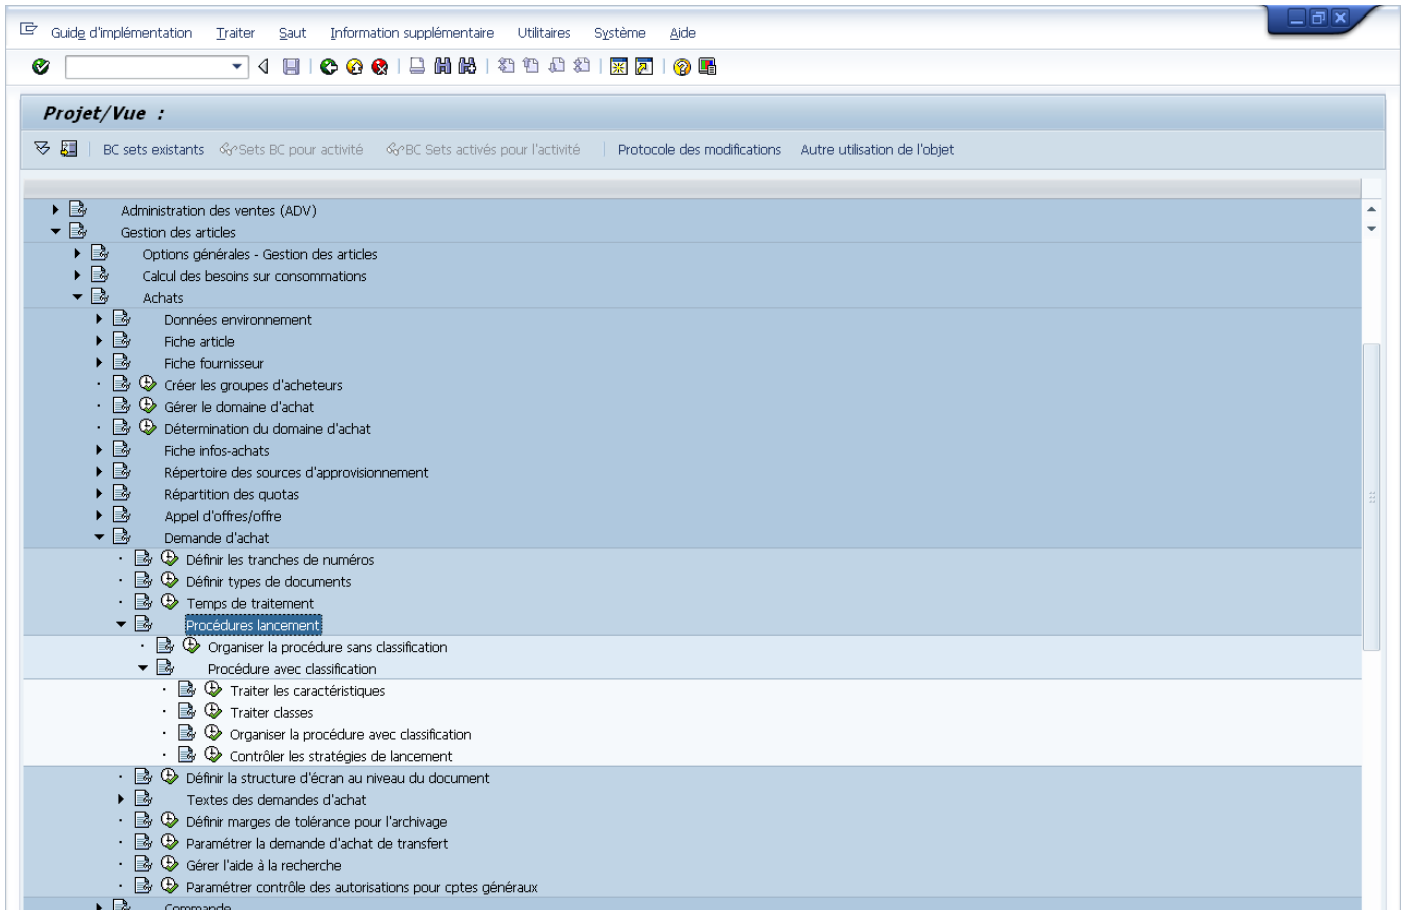 Guide d'implémentation Traiter Saut Information supplémentaire Utilitaires Système Aide
Projet/Vue :
BC sets existants Sets BC pour activité BC Sets activés pour l'activité Protocole des modifications Autre utilisation de l'objet
Administration des ventes (ADV)
Gestion des articles
Options générales - Gestion des articles
Calcul des besoins sur consommations
Achats
Données environnement
Fiche article
Fiche fournisseur
Créer les groupes d'acheteurs
Gérer le domaine d'achat
Détermination du domaine d'achat
Fiche infos-achats
Répertoire des sources d'approvisionnement
Répartition des quotas
Appel d'offres/offre
Demande d'achat
Définir les tranches de numéros
Définir types de documents
Temps de traitement
Procédures lancement
Organiser la procédure sans classification
Procédure avec classification
Traiter les caractéristiques
Traiter classes
Organiser la procédure avec classification
Contrôler les stratégies de lancement
Définir la structure d'écran au niveau du document
Textes des demandes d'achat
Définir marges de tolérance pour l'archivage
Paramétrer la demande d'achat de transfert
Gérer l'aide à la recherche
Paramétrer contrôle des autorisations pour cptes généraux
Commande